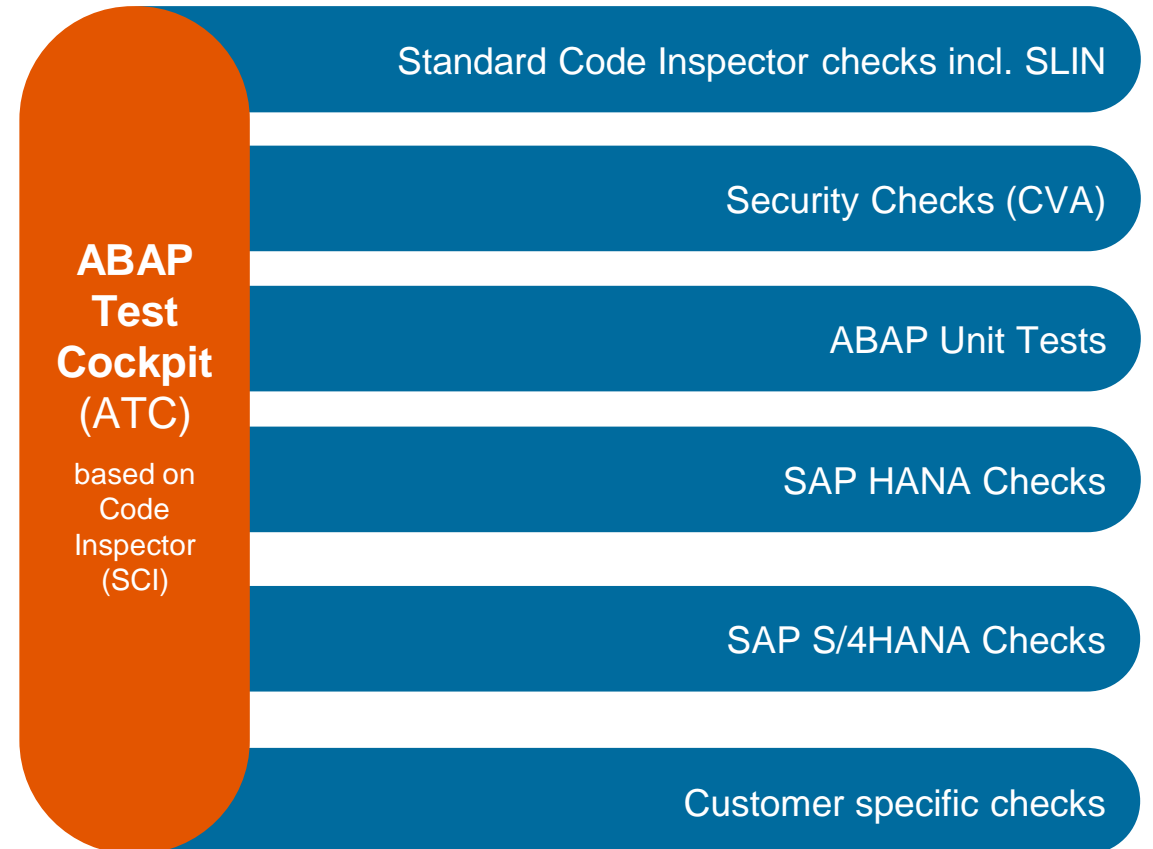 Standard Code Inspector checks incl. SLIN
Security Checks (CVA)
ABAP
Test
Cockpit
(ATC)
based on
Code
Inspector
(SCI)
ABAP Unit Tests
SAP HANA Checks
SAP S/4HANA Checks
Customer specific checks